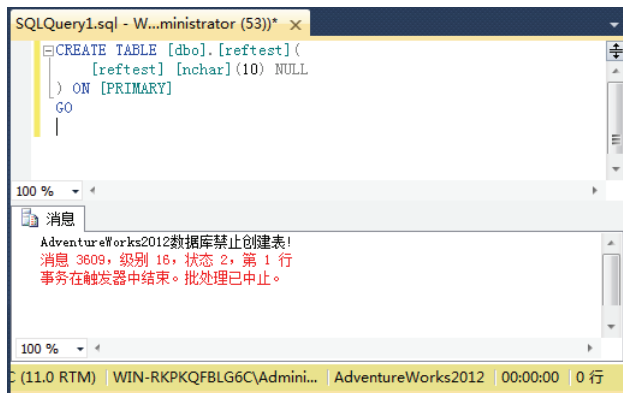 SQLQuery1.sql - W...ministrator (53))* ×
CREATE TABLE [dbo].[reftest](
[reftest] [nchar](10) NULL
) ON [PRIMARY]
GO
100 %
消息
AdventureWorks2012数据库禁止创建表!
消息 3609，级别 16，状态 2，第 1 行
事务在触发器中结束。批处理已中止。
100 %
C (11.0 RTM) WIN-RKPKQFBLG6C\Admini... AdventureWorks2012 00:00:00 0 行